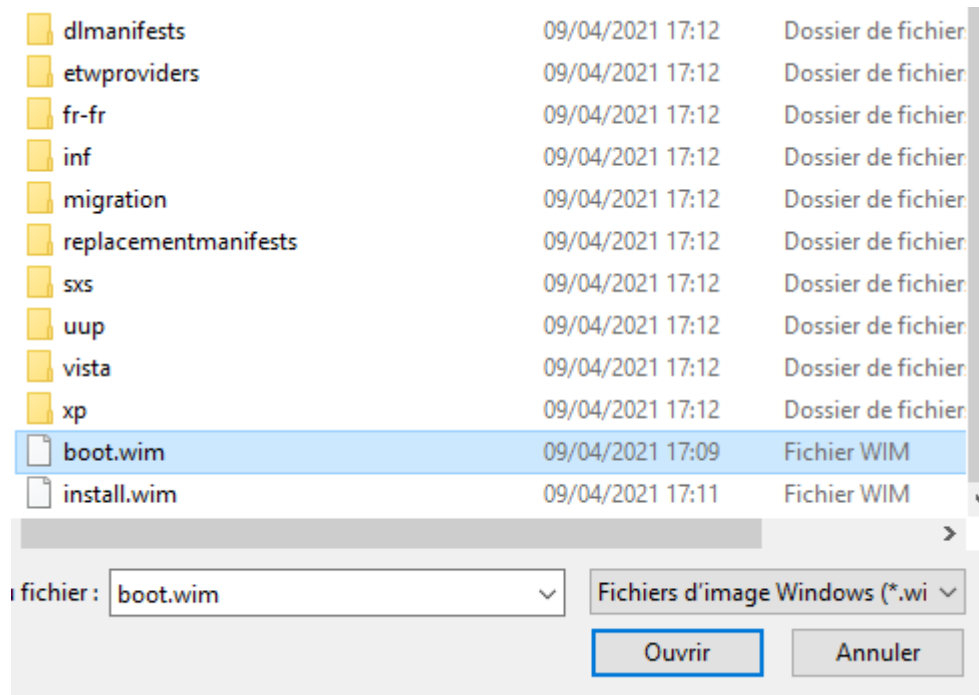 dlmanifests 09/04/2021 17:12 Dossier de fichier
etwproviders 09/04/2021 17:12 Dossier de fichier
fr-fr 09/04/2021 17:12 Dossier de fichier
inf 09/04/2021 17:12 Dossier de fichier
migration 09/04/2021 17:12 Dossier de fichier
replacementmanifests 09/04/2021 17:12 Dossier de fichier
sxs 09/04/2021 17:12 Dossier de fichier
uup 09/04/2021 17:12 Dossier de fichier
vista 09/04/2021 17:12 Dossier de fichier
xp 09/04/2021 17:12 Dossier de fichier
boot.wim 09/04/2021 17:09 Fichier WIM
install.wim 09/04/2021 17:11 Fichier WIM
fichier : boot.wim Fichiers d'image Windows (*.wi
Ouvrir Annuler